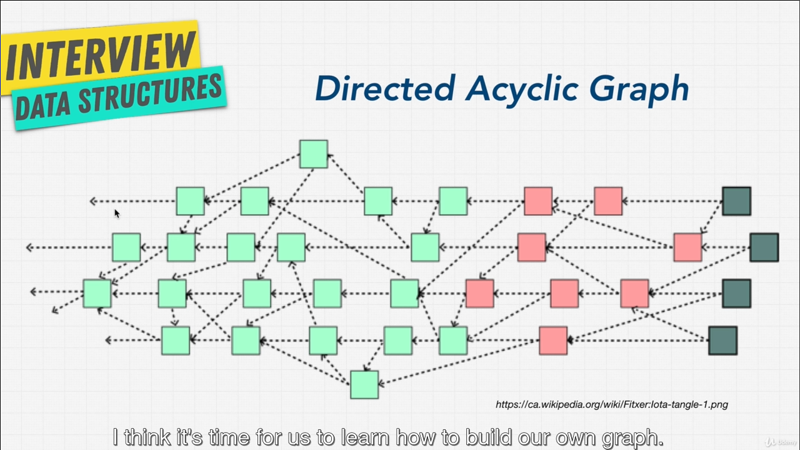 INTERVIEW
DATA STRUCTURES
Directed Acyclic Graph
https://ca.wikipedia.org/wiki/Fitxer:Iota-tangle-1.png
I think it's time for us to learn how to build our own graph.
Udemy